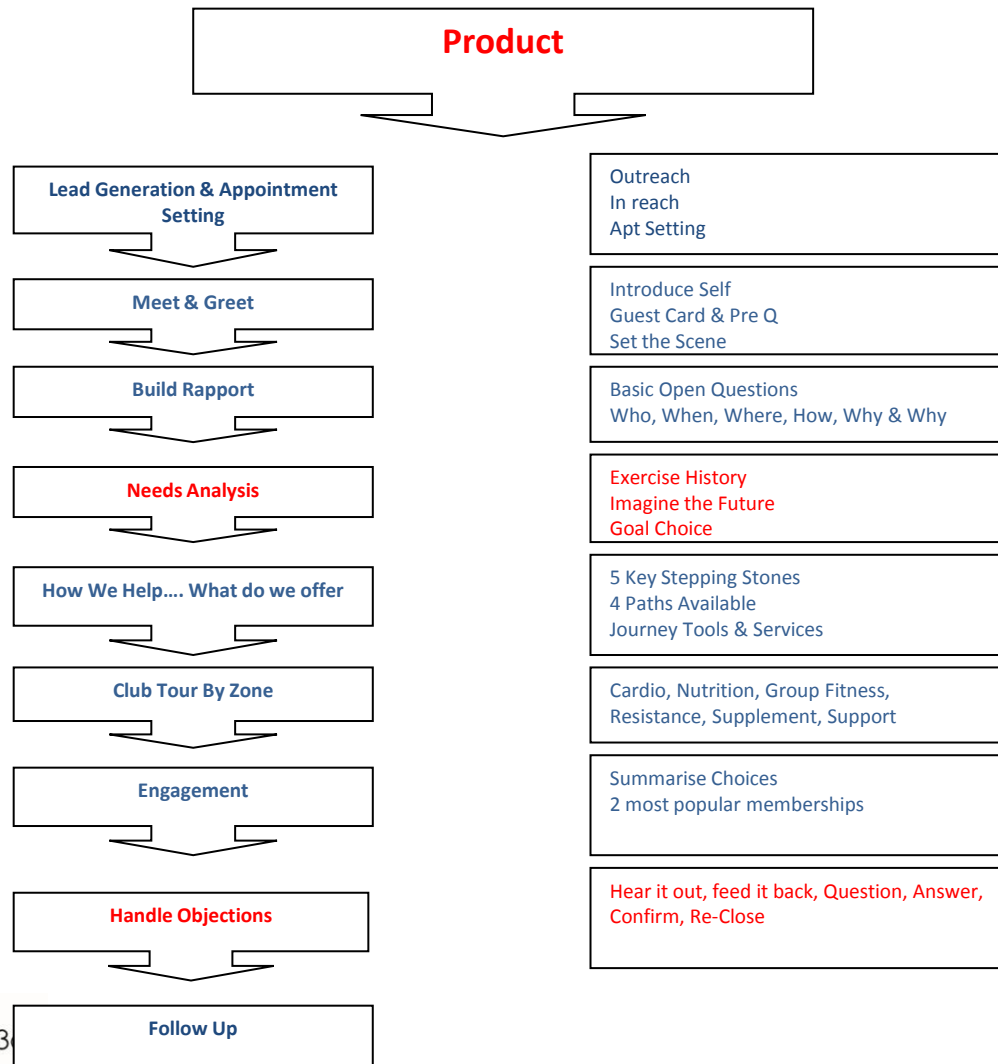 Product
Lead Generation & Appointment
Setting
Outreach
In reach
Apt Setting
Meet & Greet
Introduce Self
Guest Card & Pre Q
Set the Scene
Build Rapport
Basic Open Questions
Who, When, Where, How, Why & Why
Needs Analysis
Exercise History
Imagine the Future
Goal Choice
How We Help.... What do we offer
5 Key Stepping Stones
4 Paths Available
Journey Tools & Services
Club Tour By Zone
Cardio, Nutrition, Group Fitness,
Resistance, Supplement, Support
Engagement
Summarise Choices
2 most popular memberships
Handle Objections
Hear it out, feed it back, Question, Answer,
Confirm, Re-Close
Follow Up